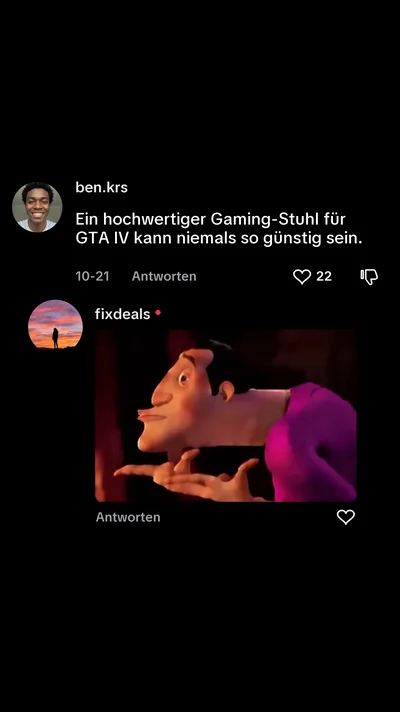 ben.krs
Ein hochwertiger Gaming-Stuhl für
GTA IV kann niemals so günstig sein.
10-21 Antworten 22
fixdeals
Antworten